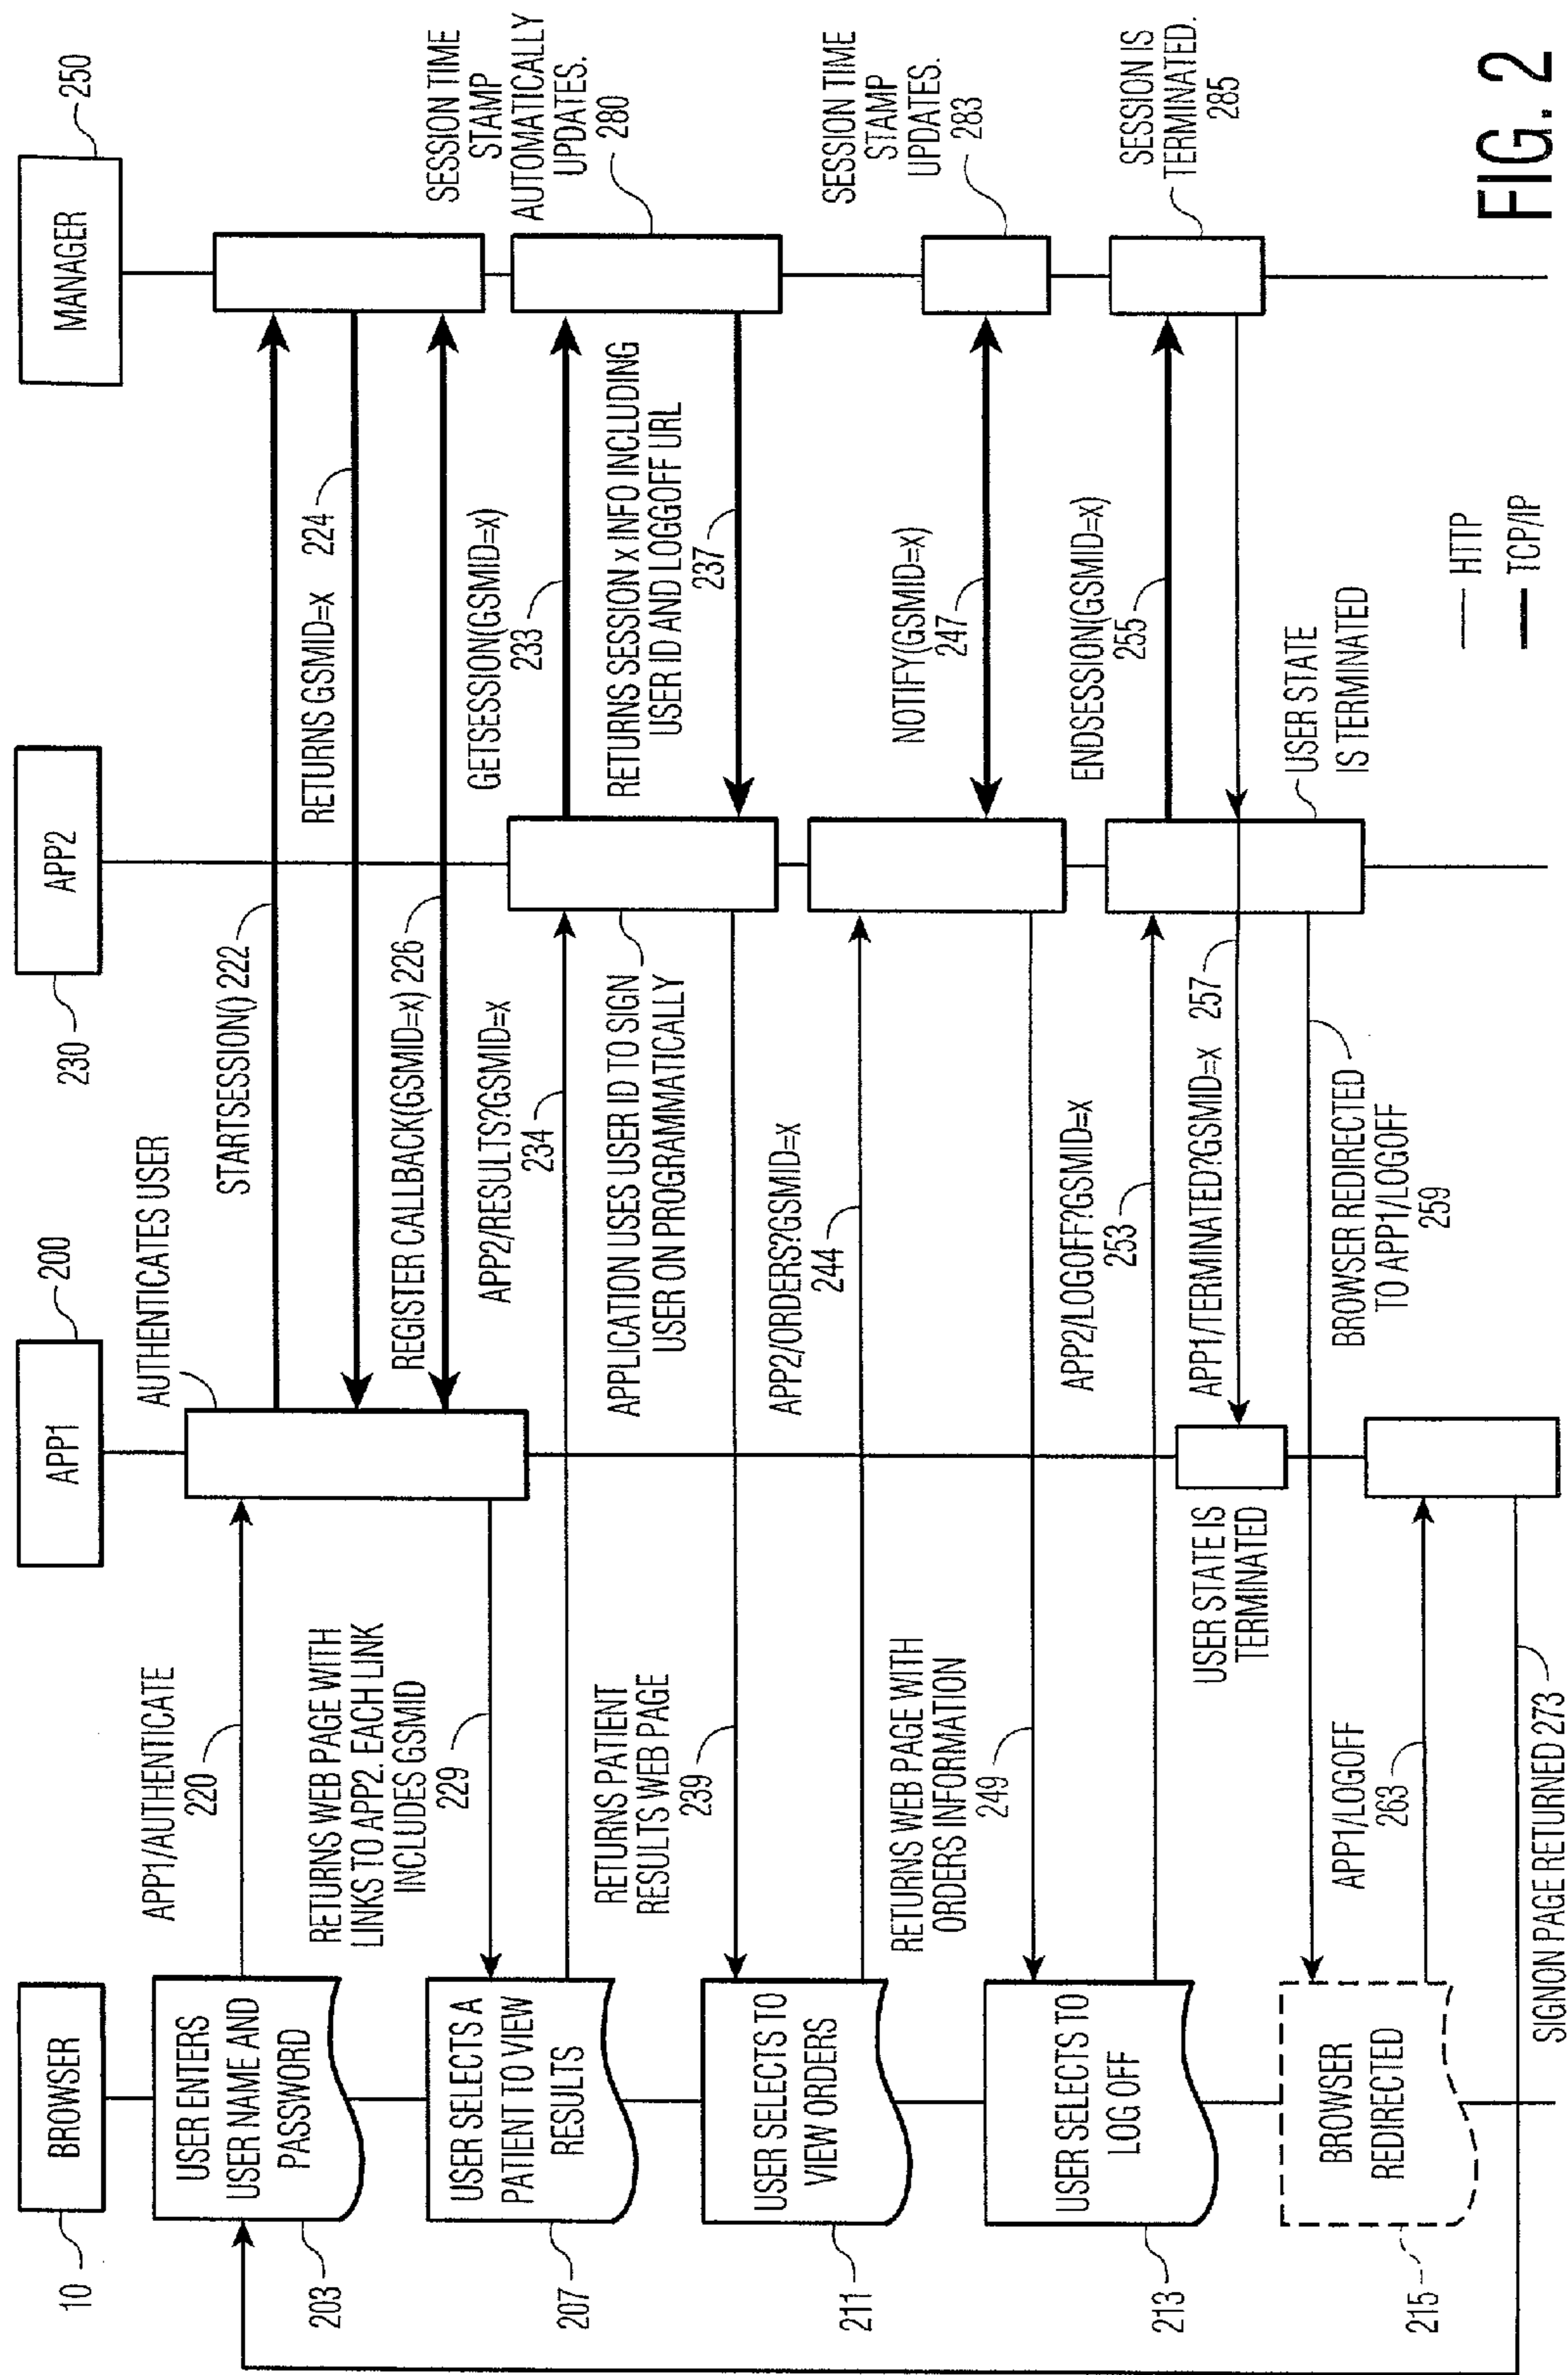 BROWSER
10
APP1
200
APP2
230
MANAGER
250
USER ENTERS
USER NAME AND
PASSWORD
203
APP1/AUTHENTICATE
220
AUTHENTICATES USER
STARTSESSION() 222
RETURNS GSMID=x 224
REGISTER CALLBACK(GSMID=x) 226
RETURNS WEB PAGE WITH
LINKS TO APP2. EACH LINK
INCLUDES GSMID
229
SESSION TIME
STAMP
AUTOMATICALLY
UPDATES.
280
USER SELECTS A
PATIENT TO VIEW
RESULTS
207
APP2/RESULTS?GSMID=x
234
GETSESSION(GSMID=x)
233
APPLICATION USES USER ID TO SIGN
USER ON PROGRAMMATICALLY
RETURNS SESSION x INFO INCLUDING
USER ID AND LOGGOFF URL
237
RETURNS PATIENT
RESULTS WEB PAGE
239
USER SELECTS TO
VIEW ORDERS
211
APP2/ORDERS?GSMID=x
244
NOTIFY(GSMID=x)
247
SESSION TIME
STAMP
UPDATES.
283
RETURNS WEB PAGE WITH
ORDERS INFORMATION
249
USER SELECTS TO
LOG OFF
213
APP2/LOGOFF?GSMID=x
253
ENDSESSION(GSMID=x)
255
SESSION IS
TERMINATED.
285
APP1/TERMINATED?GSMID=x 257
USER STATE IS
TERMINATED
USER STATE
IS TERMINATED
BROWSER REDIRECTED
TO APP1/LOGOFF
259
BROWSER
REDIRECTED
215
APP1/LOGOFF
263
SIGNON PAGE RETURNED 273
HTTP
TCP/IP
FIG. 2